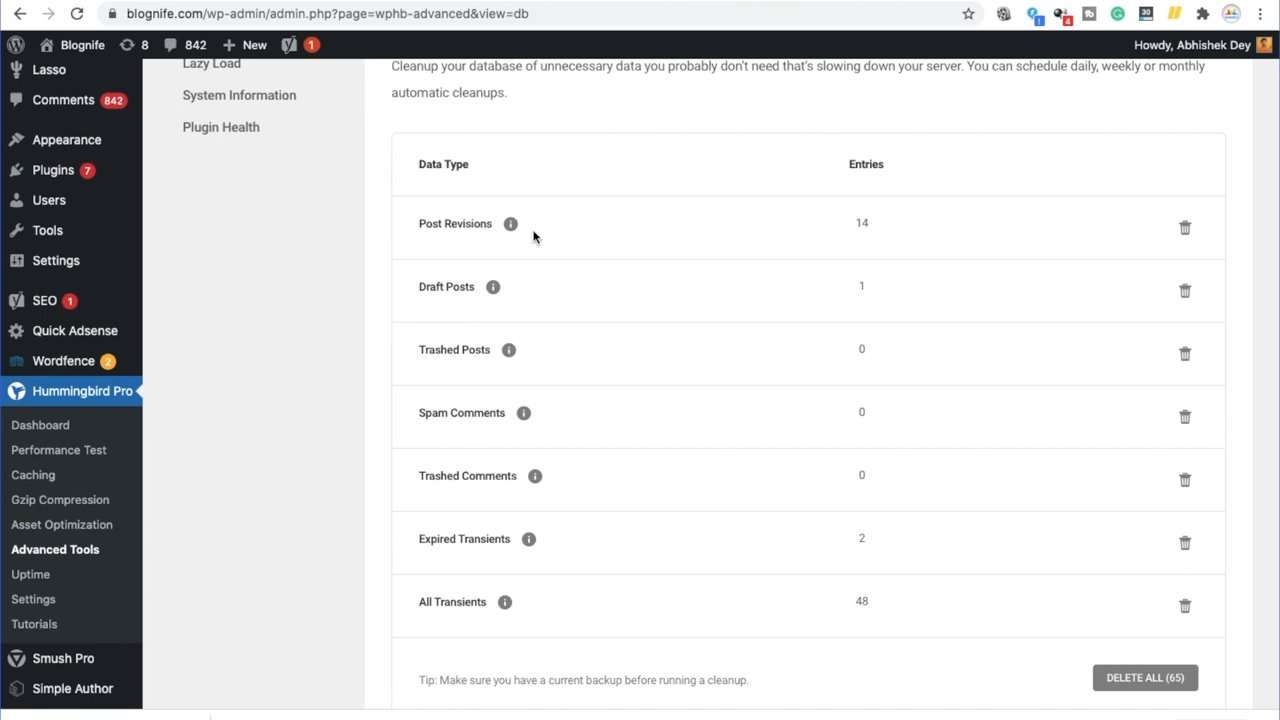 blognife.com/wp-admin/admin.php?page=wphb-advanced&view=db
30
1
4
Blognife
8
842
New
1
Howdy, Abhishek Dey
Lasso
Comments 842
Appearance
Plugins 7
Users
Tools
Settings
SEO 1
Quick Adsense
Wordfence 2
Hummingbird Pro
Dashboard
Performance Test
Caching
Gzip Compression
Asset Optimization
Advanced Tools
Uptime
Settings
Tutorials
Smush Pro
Simple Author
Lazy Load
System Information
Plugin Health
Cleanup your database of unnecessary data you probably don't need that's slowing down your server. You can schedule daily, weekly or monthly
automatic cleanups.
Data Type Entries
Post Revisions 14
Draft Posts 1
Trashed Posts 0
Spam Comments 0
Trashed Comments 0
Expired Transients 2
All Transients 48
Tip: Make sure you have a current backup before running a cleanup.
DELETE ALL (65)